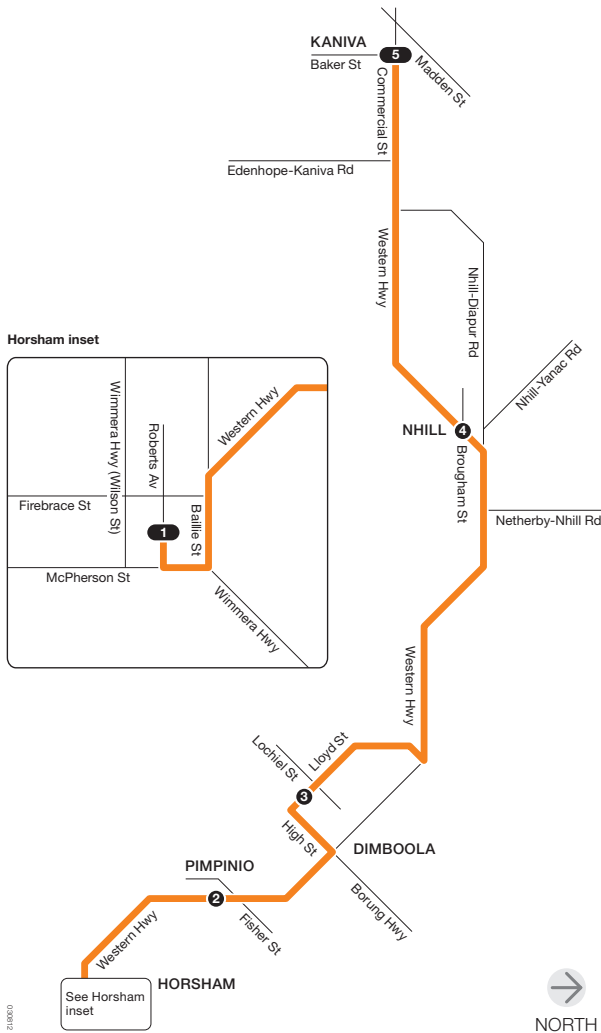 KANIVA
5
Baker St
Madden St
Commercial St
Edenhope-Kaniva Rd
Western Hwy
Nhill-Diapur Rd
Nhill-Yanac Rd
Horsham inset
Wimmera Hwy (Wilson St)
Roberts Av
Western Hwy
Firebrace St
1
Baillie St
McPherson St
Wimmera Hwy
NHILL
4
Brougham St
Netherby-Nhill Rd
Western Hwy
Lochiel St
Lloyd St
3
High St
DIMBOOLA
Borung Hwy
PIMPINIO
2
Fisher St
Western Hwy
HORSHAM
See Horsham
inset
030812
NORTH